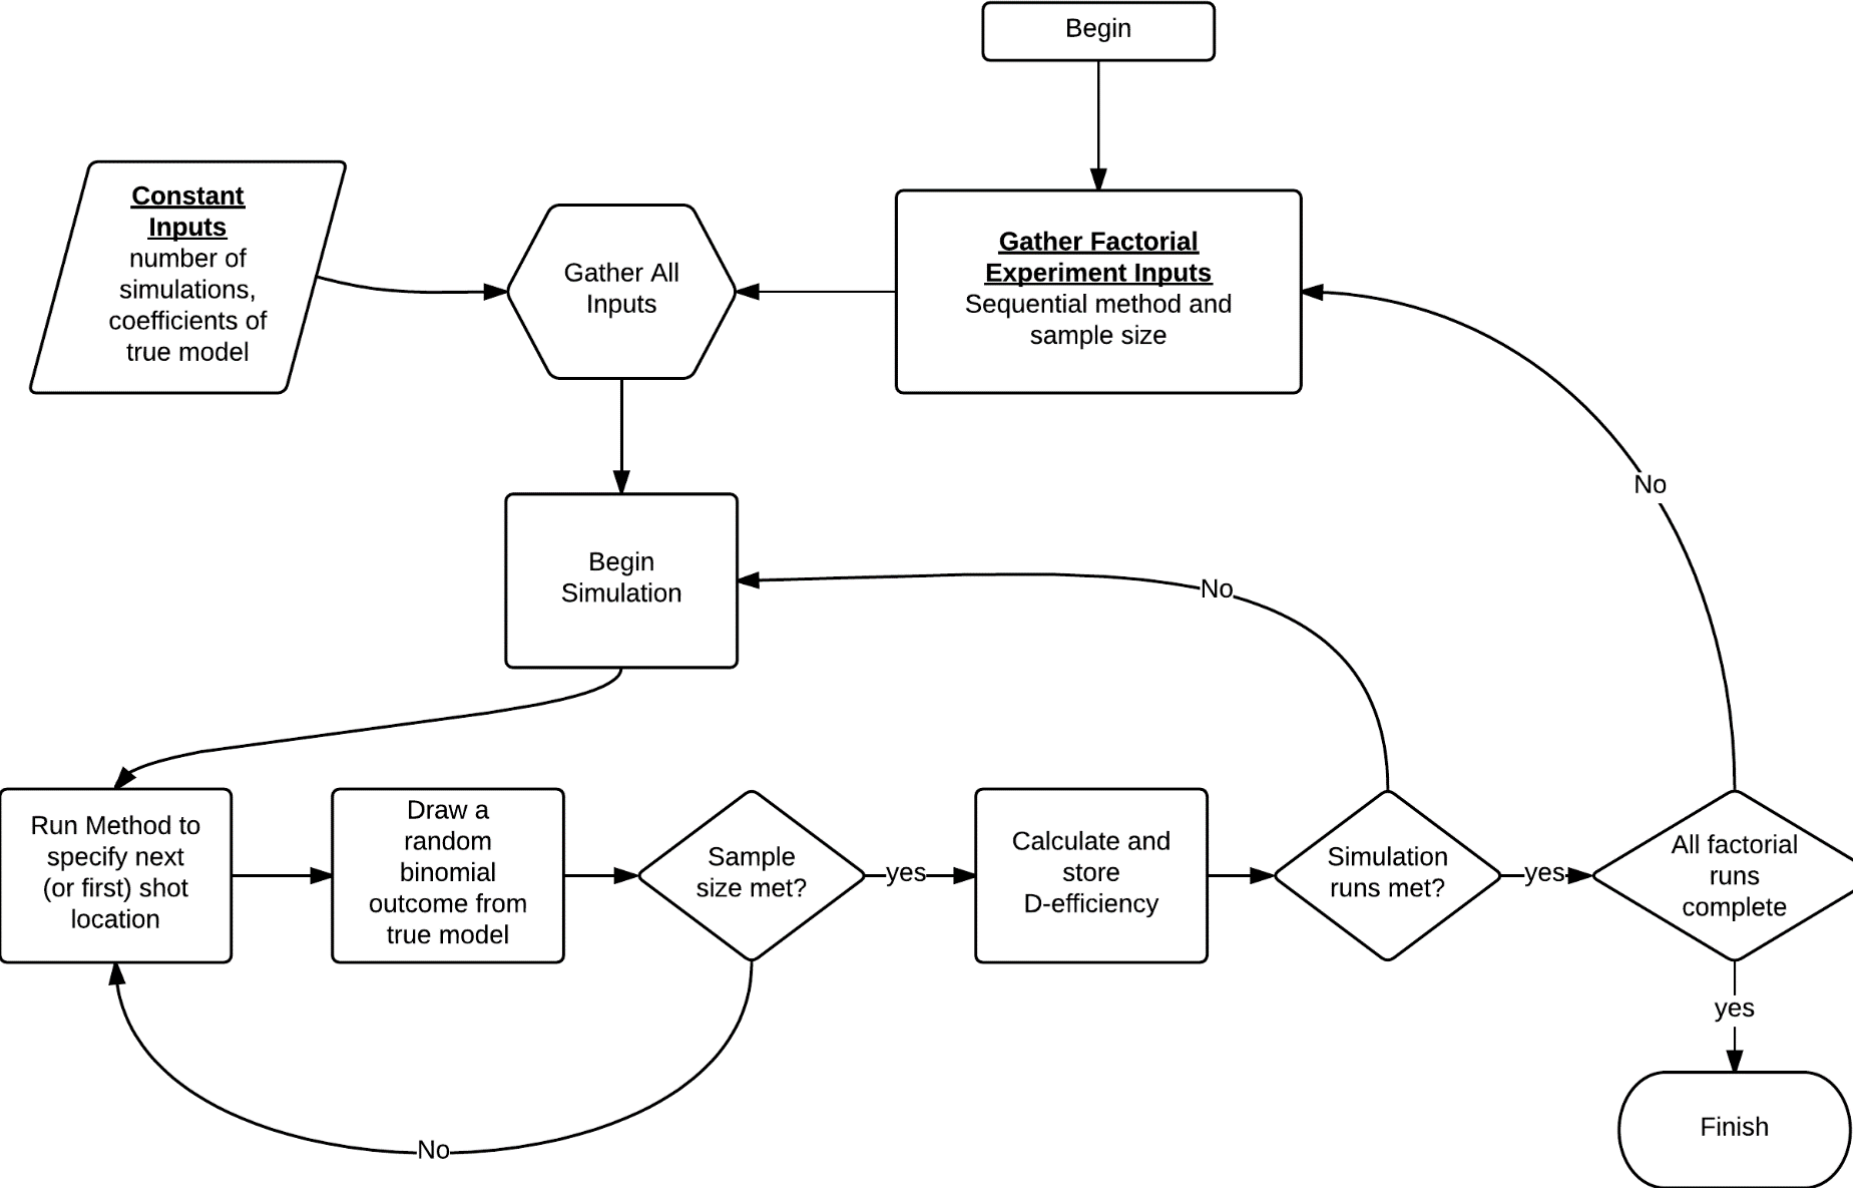 Begin
Constant
Inputs
number of
simulations,
coefficients of
true model
Gather All
Inputs
Gather Factorial
Experiment Inputs
Sequential method and
sample size
No
Begin
Simulation
No
Run Method to
specify next
(or first) shot
location
Draw a
random
binomial
outcome from
true model
Sample
size met?
yes
Calculate and
store
D-efficiency
Simulation
runs met?
yes
All factorial
runs
complete
yes
No
Finish